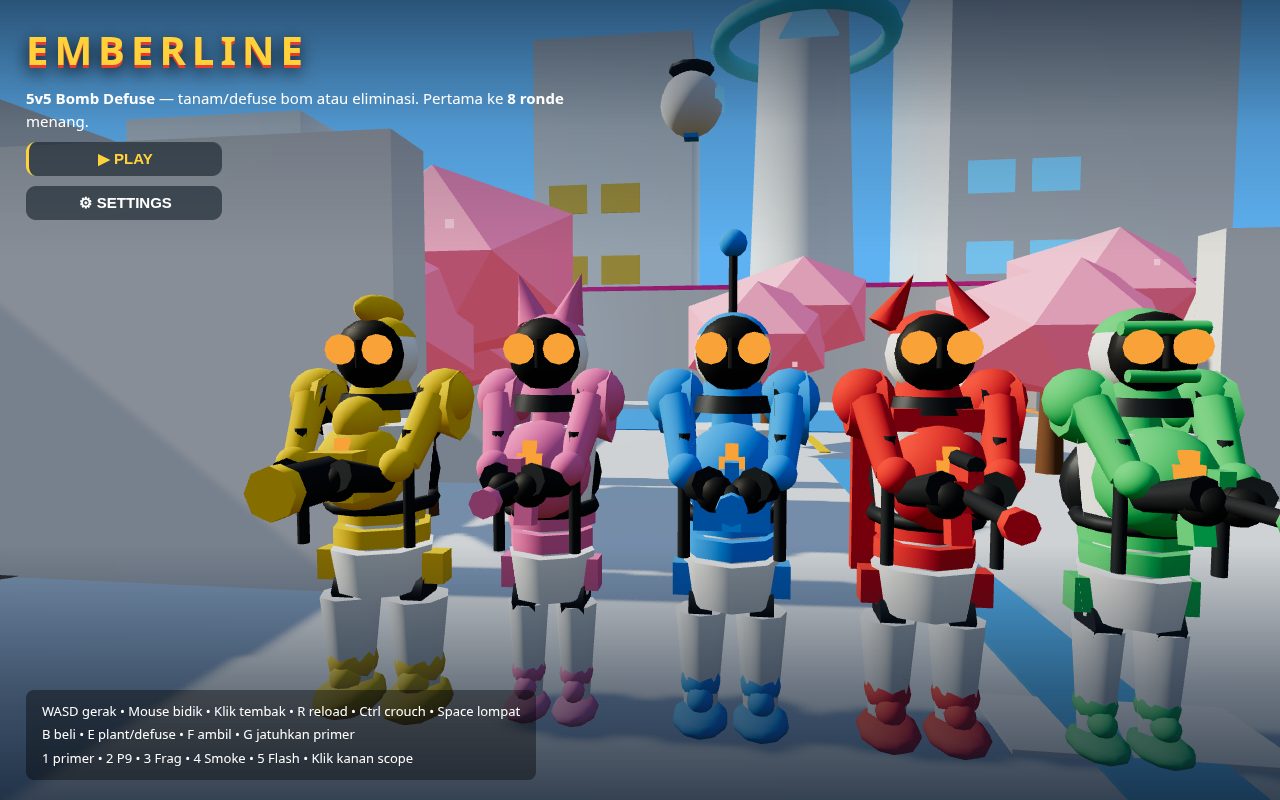 EMBERLINE
5v5 Bomb Defuse — tanam/defuse bom atau eliminasi. Pertama ke 8 ronde
menang.
▶ PLAY
⚙ SETTINGS
WASD gerak • Mouse bidik • Klik tembak • R reload • Ctrl crouch • Space lompat
B beli • E plant/defuse • F ambil • G jatuhkan primer
1 primer • 2 P9 • 3 Frag • 4 Smoke • 5 Flash • Klik kanan scope